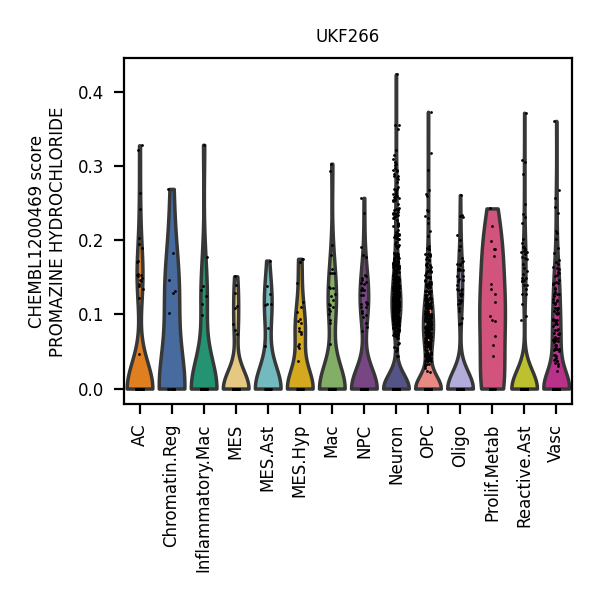 UKF266
CHEMBL1200469 score
PROMAZINE HYDROCHLORIDE
0.4
0.3
0.2
0.1
0.0
AC
Chromatin.Reg
Inflammatory.Mac
MES
MES.Ast
MES.Hyp
Mac
NPC
Neuron
OPC
Oligo
Prolif.Metab
Reactive.Ast
Vasc